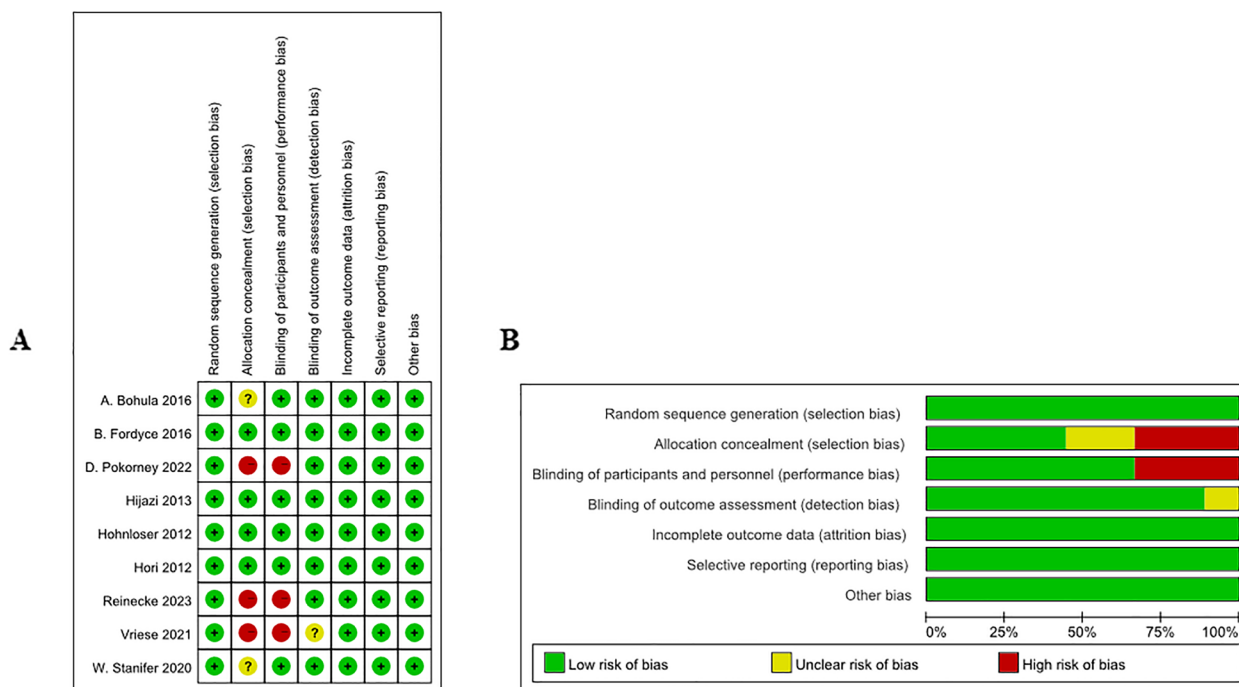 A
Random sequence generation (selection bias)
Allocation concealment (selection bias)
Blinding of participants and personnel (performance bias)
Blinding of outcome assessment (detection bias)
Incomplete outcome data (attrition bias)
Selective reporting (reporting bias)
Other bias
A. Bohula 2016 + ? + + + + +
B. Fordyce 2016 + + + + + + +
D. Pokorney 2022 + - - + + + +
Hijazi 2013 + + + + + + +
Hohnloser 2012 + + + + + + +
Hori 2012 + + + + + + +
Reinecke 2023 + - - + + + +
Vriese 2021 + - - ? + + +
W. Stanifer 2020 + ? + + + + +
B
Random sequence generation (selection bias)
Allocation concealment (selection bias)
Blinding of participants and personnel (performance bias)
Blinding of outcome assessment (detection bias)
Incomplete outcome data (attrition bias)
Selective reporting (reporting bias)
Other bias
0% 25% 50% 75% 100%
Low risk of bias Unclear risk of bias High risk of bias